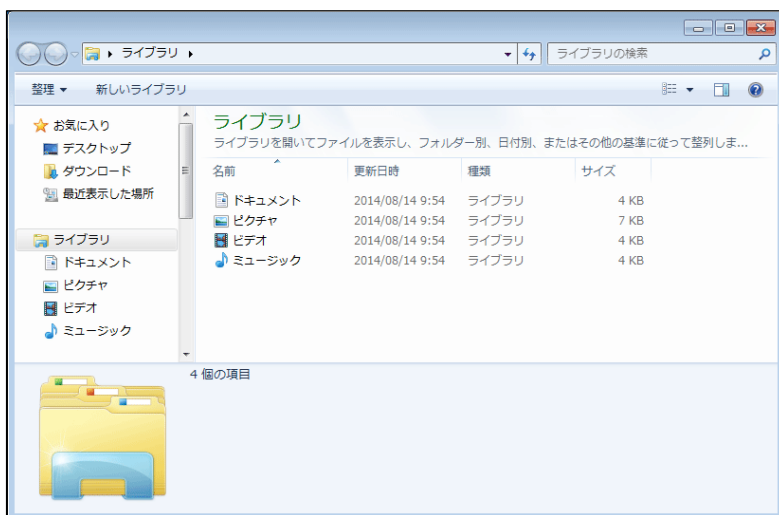 ライブラリ
ライブラリの検索
整理 新しいライブラリ
お気に入り
デスクトップ
ダウンロード
最近表示した場所
ライブラリ
ドキュメント
ピクチャ
ビデオ
ミュージック
ライブラリ
ライブラリを開いてファイルを表示し、フォルダー別、日付別、またはその他の基準に従って整列しま...
名前 更新日時 種類 サイズ
ドキュメント 2014/08/14 9:54 ライブラリ 4 KB
ピクチャ 2014/08/14 9:54 ライブラリ 7 KB
ビデオ 2014/08/14 9:54 ライブラリ 4 KB
ミュージック 2014/08/14 9:54 ライブラリ 4 KB
4 個の項目